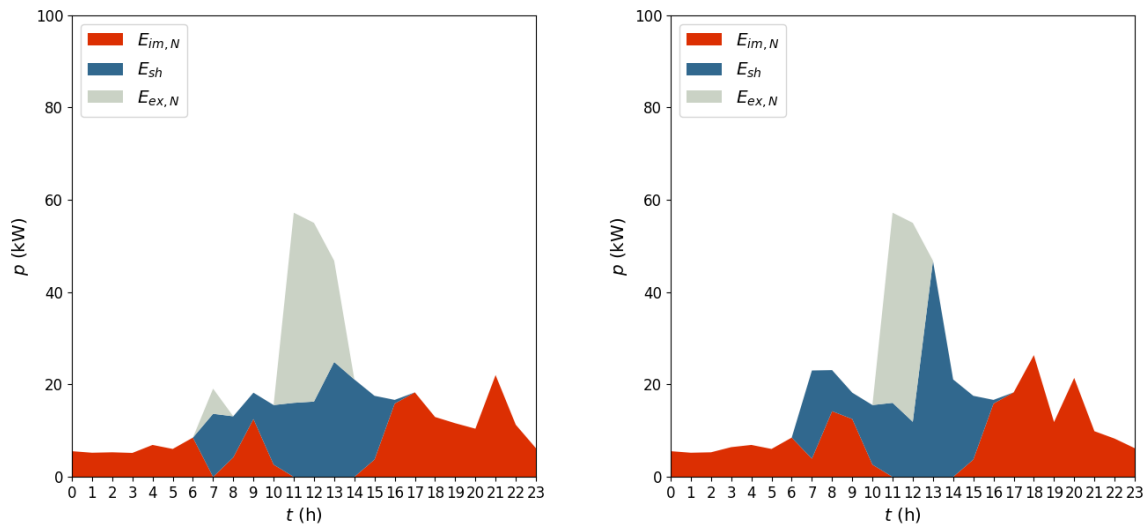 100
80
60
40
20
0
p (kW)
E_{im, N}
E_{sh}
E_{ex, N}
0 1 2 3 4 5 6 7 8 9 10 11 12 13 14 15 16 17 18 19 20 21 22 23
t (h)
100
80
60
40
20
0
p (kW)
E_{im, N}
E_{sh}
E_{ex, N}
0 1 2 3 4 5 6 7 8 9 10 11 12 13 14 15 16 17 18 19 20 21 22 23
t (h)